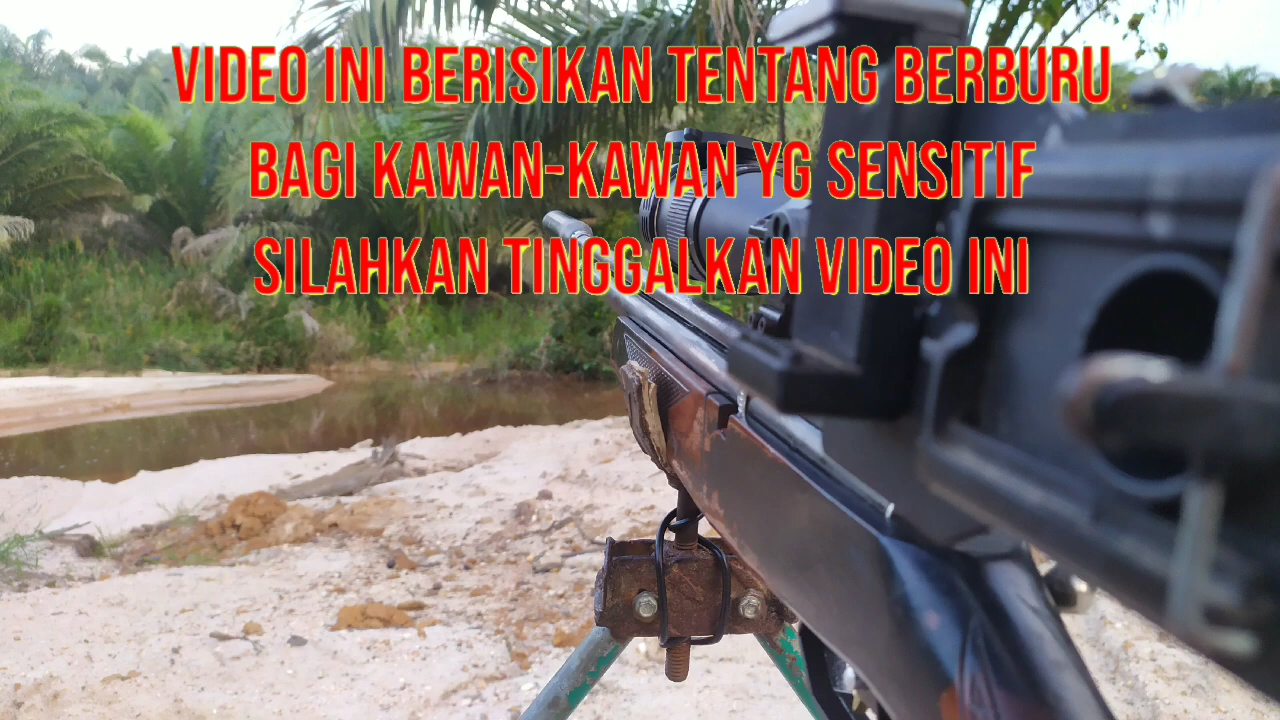 VIDEO INI BERISIKAN TENTANG BERBURU
BAGI KAWAN-KAWAN YG SENSITIF
SILAHKAN TINGGALKAN VIDEO INI